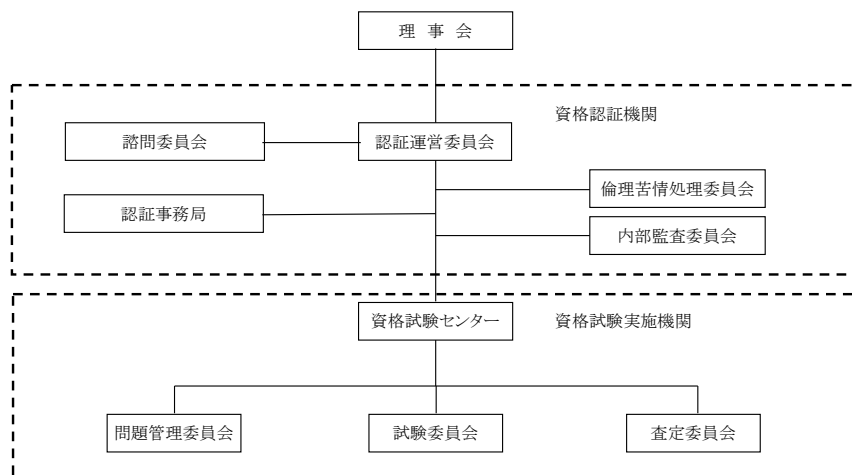 理 事 会
資格認証機関
諮問委員会
認証運営委員会
倫理苦情処理委員会
認証事務局
内部監査委員会
資格試験センター
資格試験実施機関
問題管理委員会
試験委員会
査定委員会